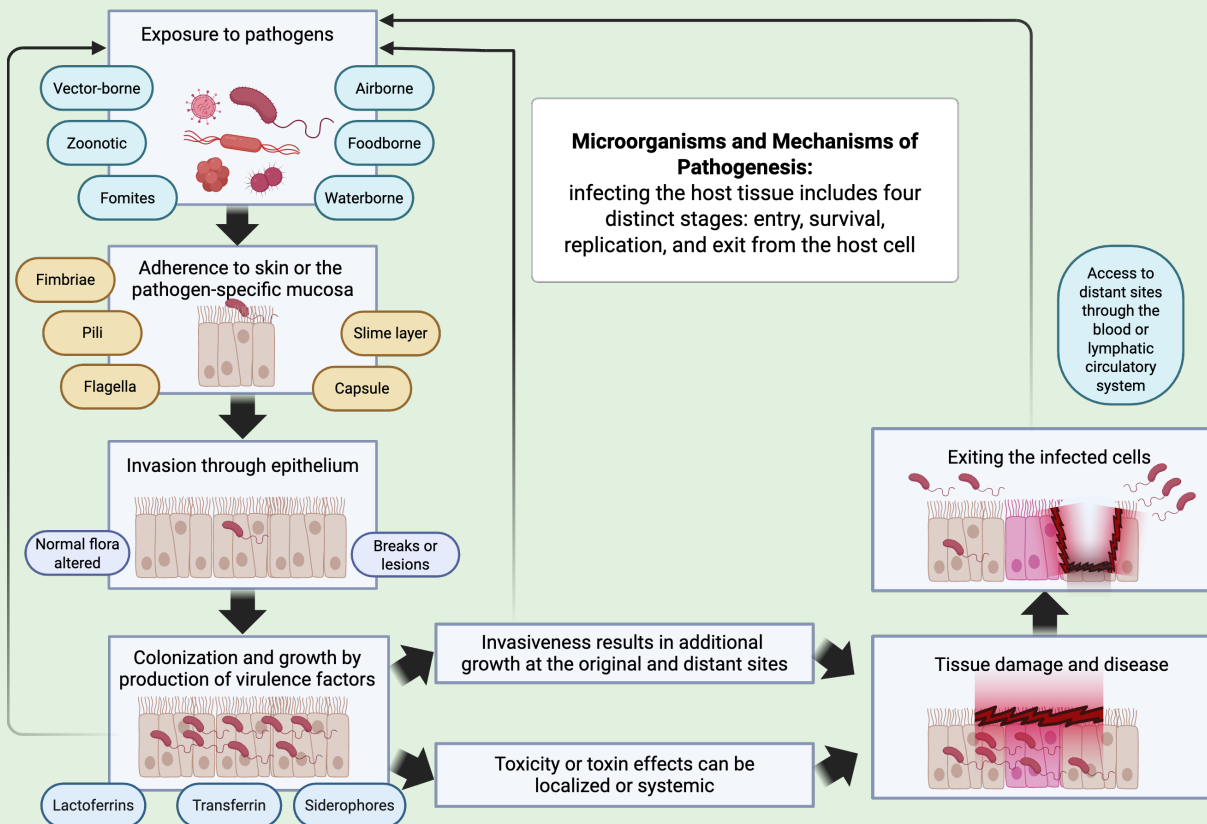 Exposure to pathogens
Vector-borne
Airborne
Zoonotic
Foodborne
Fomites
Waterborne
Microorganisms and Mechanisms of
Pathogenesis:
infecting the host tissue includes four
distinct stages: entry, survival,
replication, and exit from the host cell
Adherence to skin or the
pathogen-specific mucosa
Fimbriae
Pili
Slime layer
Flagella
Capsule
Access to
distant sites
through the
blood or
lymphatic
circulatory
system
Invasion through epithelium
Normal flora
altered
Breaks or
lesions
Exiting the infected cells
Colonization and growth by
production of virulence factors
Lactoferrins
Transferrin
Siderophores
Invasiveness results in additional
growth at the original and distant sites
Toxicity or toxin effects can be
localized or systemic
Tissue damage and disease